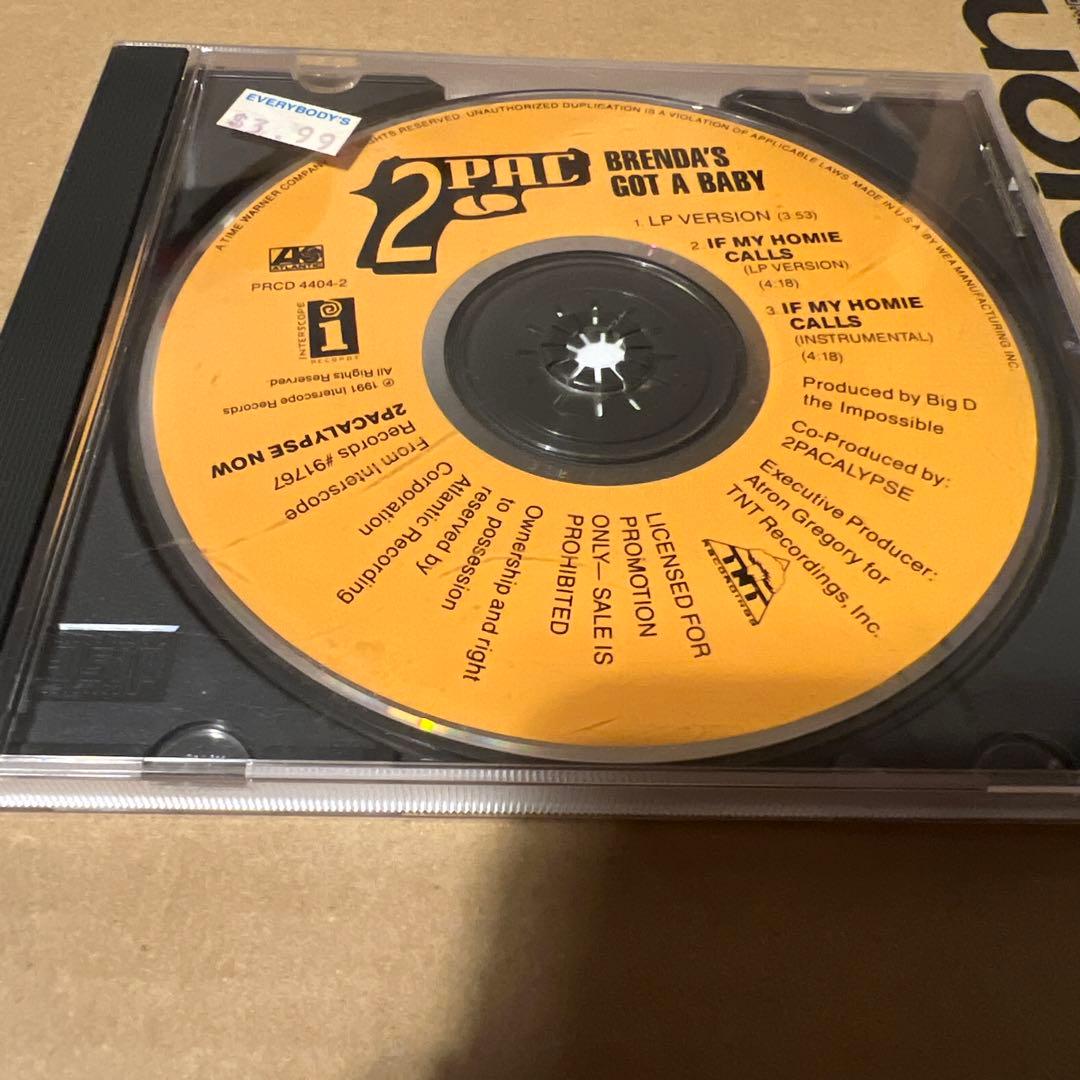 EVERYBODY'S
$3.99
A TIME WARNER COMPANY
RIGHTS RESERVED. UNAUTHORIZED DUPLICATION IS A VIOLATION OF APPLICABLE LAWS. MADE IN U.S.A. BY WEA MANUFACTURING INC.
2PAC
BRENDA'S
GOT A BABY
1. LP VERSION (3:53)
2. IF MY HOMIE
CALLS
(LP VERSION)
(4:18)
3. IF MY HOMIE
CALLS
(INSTRUMENTAL)
(4:18)
ATLANTIC
PRCD 4404-2
INTERSCOPE
RECORDS
℗ 1991 Interscope Records
All Rights Reserved.
Produced by Big D
the Impossible
Co-Produced by:
2PACALYPSE
Executive Producer:
Atron Gregory for
TNT Recordings, Inc.
TNT
RECORDINGS
LICENSED FOR
PROMOTION
ONLY—SALE IS
PROHIBITED
Ownership and right
to possession
reserved by
Atlantic Recording
Corporation
From Interscope
Records #91767
2PACALYPSE NOW